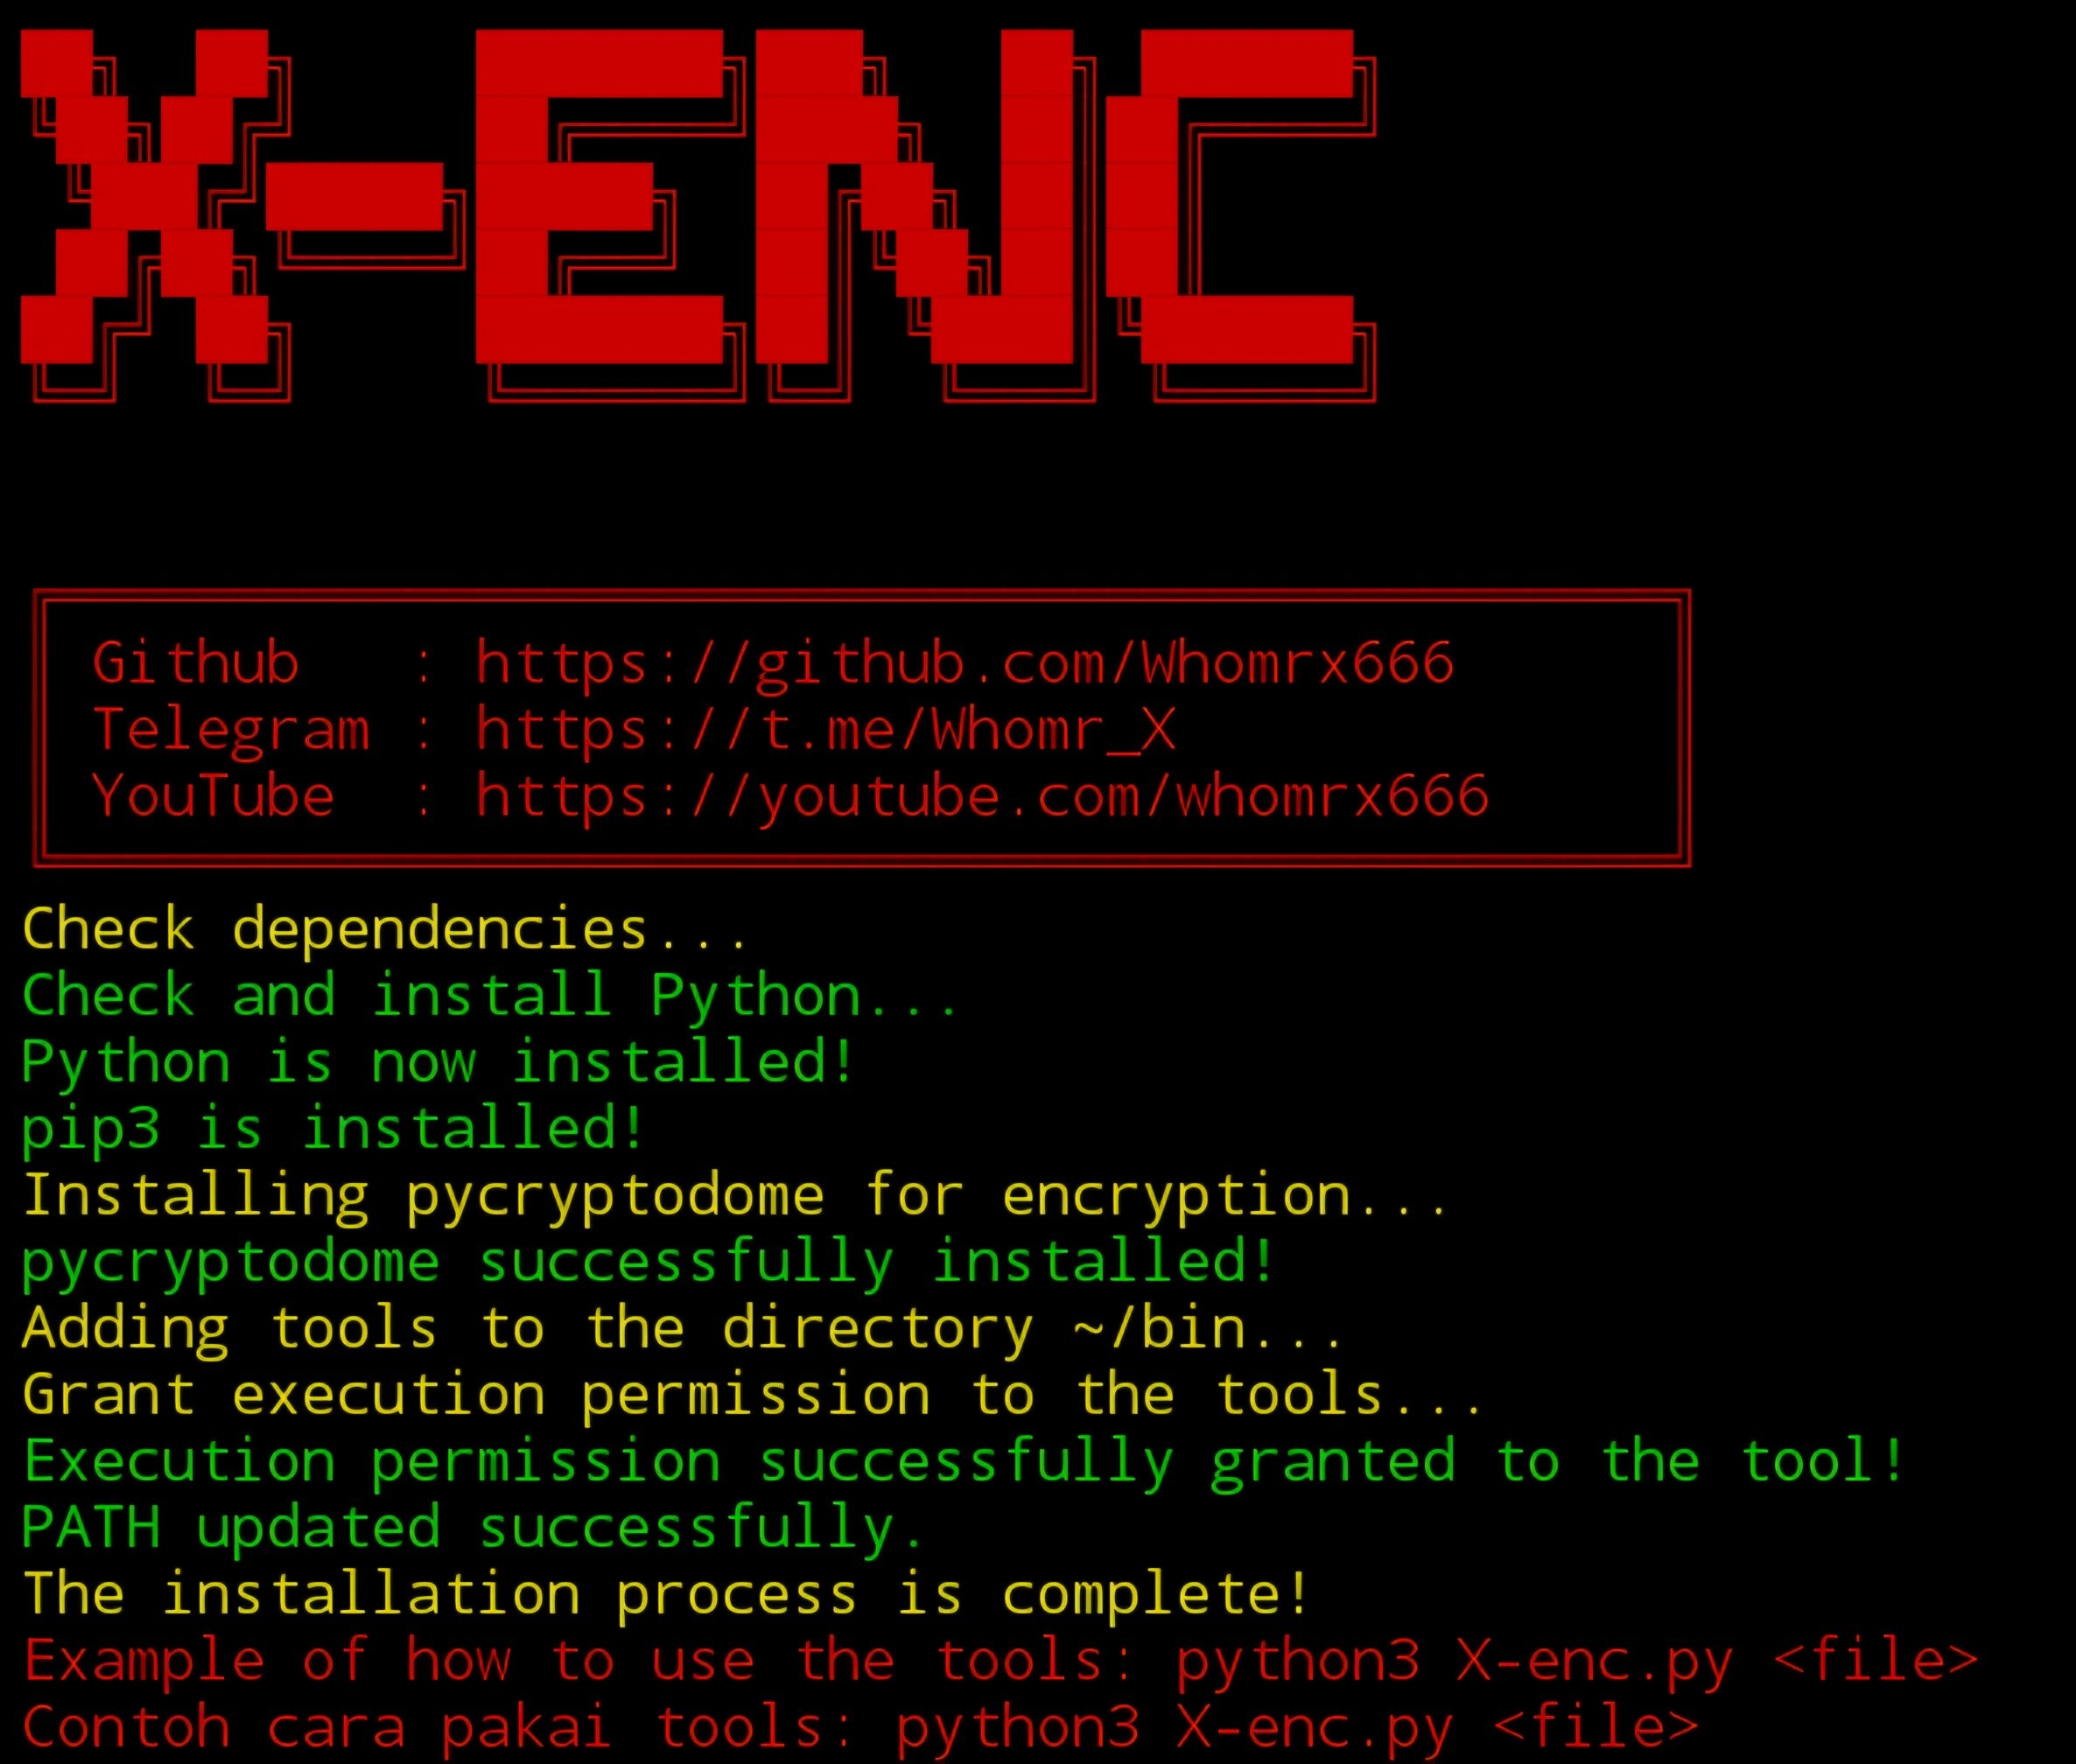 X-ENC
Github : https://github.com/Whomrx666
Telegram : https://t.me/Whomr_X
YouTube : https://youtube.com/whomrx666
Check dependencies...
Check and install Python...
Python is now installed!
pip3 is installed!
Installing pycryptodome for encryption...
pycryptodome successfully installed!
Adding tools to the directory ~/bin...
Grant execution permission to the tools...
Execution permission successfully granted to the tool!
PATH updated successfully.
The installation process is complete!
Example of how to use the tools: python3 X-enc.py <file>
Contoh cara pakai tools: python3 X-enc.py <file>